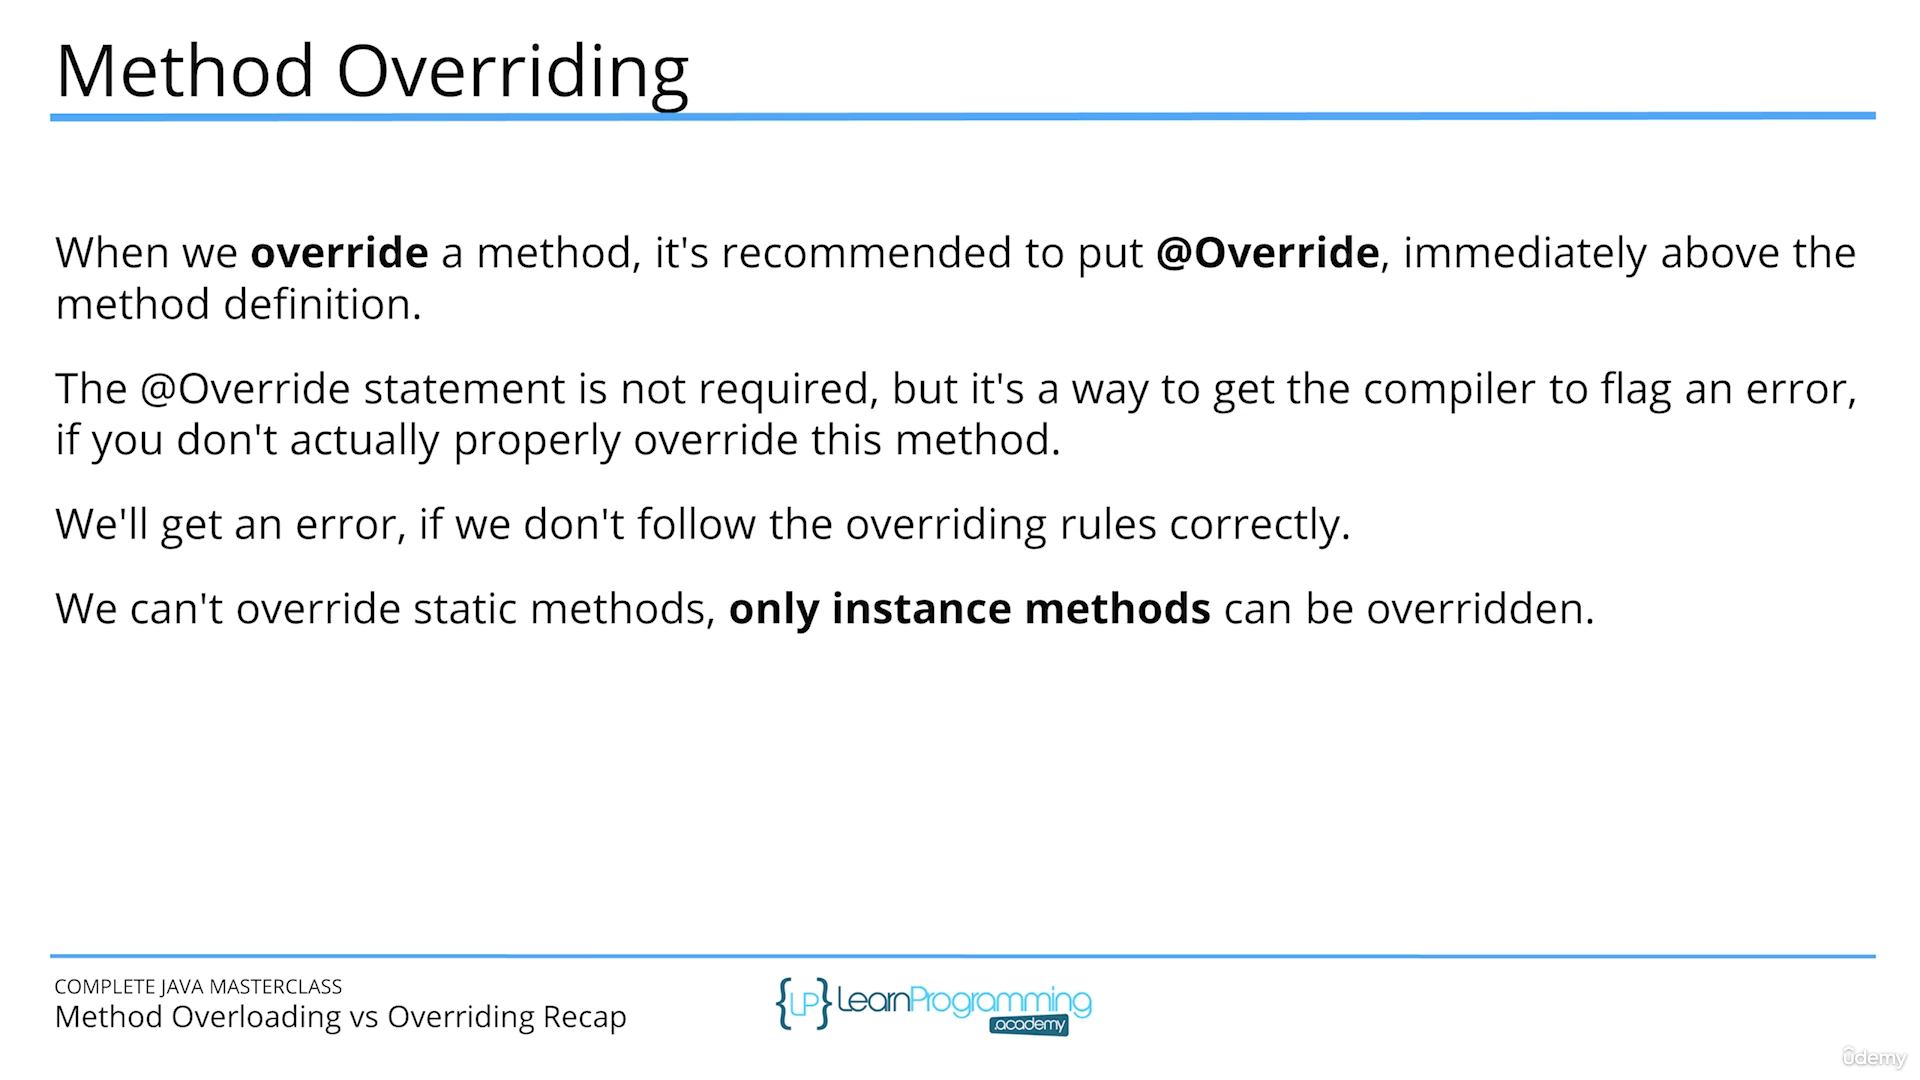 Method Overriding
When we override a method, it's recommended to put @Override, immediately above the
method definition.
The @Override statement is not required, but it's a way to get the compiler to flag an error,
if you don't actually properly override this method.
We'll get an error, if we don't follow the overriding rules correctly.
We can't override static methods, only instance methods can be overridden.
COMPLETE JAVA MASTERCLASS
Method Overloading vs Overriding Recap
{LP} LearnProgramming
.academy
ûdemy